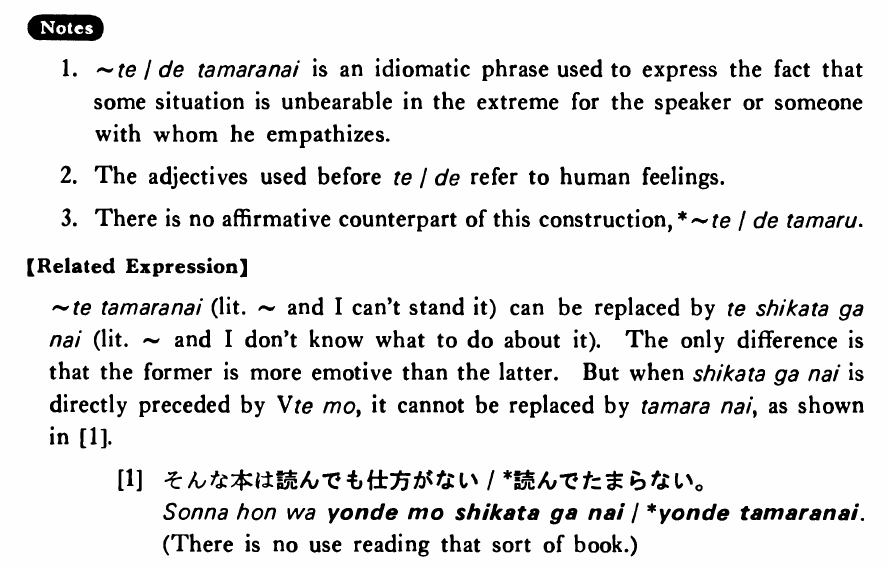 Notes
1. ~te / de tamaranai is an idiomatic phrase used to express the fact that
some situation is unbearable in the extreme for the speaker or someone
with whom he empathizes.
2. The adjectives used before te / de refer to human feelings.
3. There is no affirmative counterpart of this construction, *~te / de tamaru.
【Related Expression】
~te tamaranai (lit. ~ and I can't stand it) can be replaced by te shikata ga
nai (lit. ~ and I don't know what to do about it). The only difference is
that the former is more emotive than the latter. But when shikata ga nai is
directly preceded by Vte mo, it cannot be replaced by tamara nai, as shown
in [1].
[1] そんな本は読んでも仕方がない / *読んでたまらない。
Sonna hon wa yonde mo shikata ga nai / *yonde tamaranai.
(There is no use reading that sort of book.)